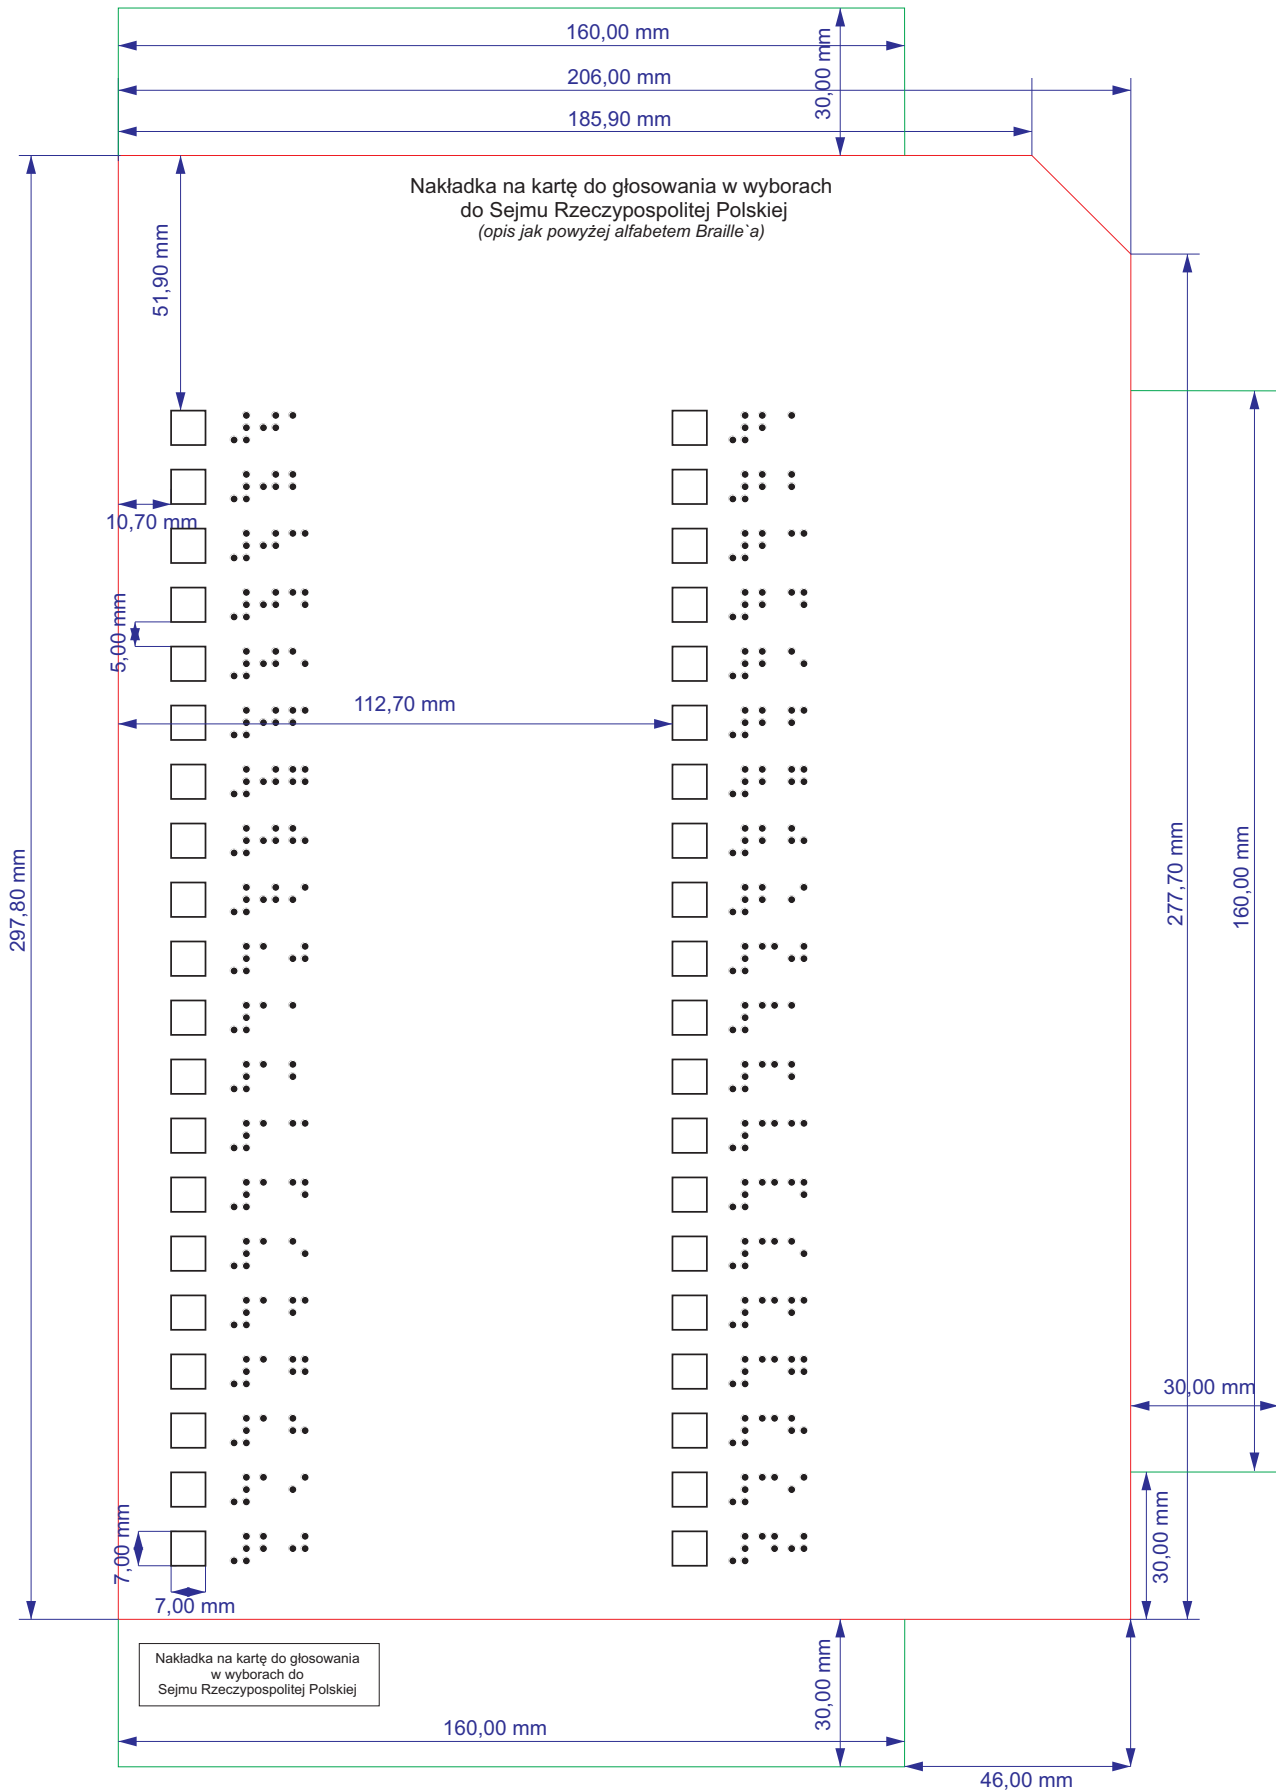 160,00 mm
206,00 mm
185,90 mm
30,00 mm
Nakładka na kartę do głosowania w wyborach
do Sejmu Rzeczypospolitej Polskiej
(opis jak powyżej alfabetem Braille`a)
51,90 mm
⠼⠚⠁ ⠼⠃⠁
⠼⠚⠃ ⠼⠃⠃
10,70 mm
⠼⠚⠉ ⠼⠃⠉
⠼⠚⠙ ⠼⠃⠙
5,00 mm
⠼⠚⠑ ⠼⠃⠑
112,70 mm
⠼⠚⠋ ⠼⠃⠋
⠼⠚⠛ ⠼⠃⠛
⠼⠚⠓ ⠼⠃⠓
297,80 mm
277,70 mm
160,00 mm
⠼⠚⠊ ⠼⠃⠊
⠼⠁⠚ ⠼⠉⠚
⠼⠁⠁ ⠼⠉⠁
⠼⠁⠃ ⠼⠉⠃
⠼⠁⠉ ⠼⠉⠉
⠼⠁⠙ ⠼⠉⠙
⠼⠁⠑ ⠼⠉⠑
⠼⠁⠋ ⠼⠉⠋
⠼⠁⠛ ⠼⠉⠛
30,00 mm
⠼⠁⠓ ⠼⠉⠓
⠼⠁⠊ ⠼⠉⠊
30,00 mm
7,00 mm
⠼⠃⠚ ⠼⠙⠚
7,00 mm
Nakładka na kartę do głosowania
w wyborach do
Sejmu Rzeczypospolitej Polskiej
30,00 mm
160,00 mm
46,00 mm